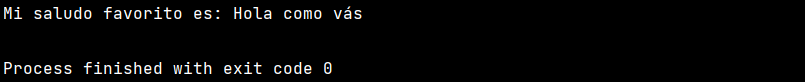 Mi saludo favorito es: Hola como vás
Process finished with exit code 0